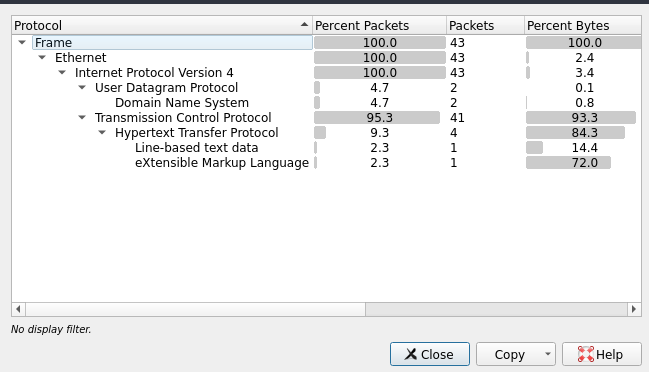 Protocol Percent Packets Packets Percent Bytes
Frame 100.0 43 100.0
Ethernet 100.0 43 2.4
Internet Protocol Version 4 100.0 43 3.4
User Datagram Protocol 4.7 2 0.1
Domain Name System 4.7 2 0.8
Transmission Control Protocol 95.3 41 93.3
Hypertext Transfer Protocol 9.3 4 84.3
Line-based text data 2.3 1 14.4
eXtensible Markup Language 2.3 1 72.0
No display filter.
Close Copy Help